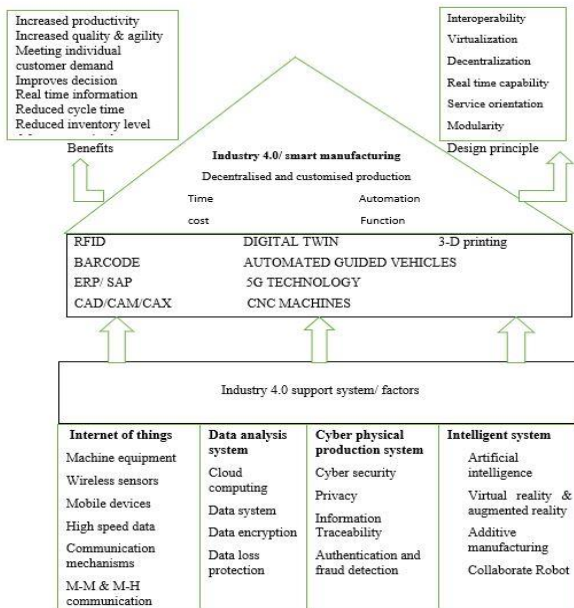 Increased productivity
Increased quality & agility
Meeting individual
customer demand
Improves decision
Real time information
Reduced cycle time
Reduced inventory level
Benefits
Interoperability
Virtualization
Decentralization
Real time capability
Service orientation
Modularity
Design principle
Industry 4.0/ smart manufacturing
Decentralised and customised production
Time Automation
cost Function
RFID DIGITAL TWIN 3-D printing
BARCODE AUTOMATED GUIDED VEHICLES
ERP/ SAP 5G TECHNOLOGY
CAD/CAM/CAX CNC MACHINES
Industry 4.0 support system/ factors
Internet of things
Machine equipment
Wireless sensors
Mobile devices
High speed data
Communication
mechanisms
M-M & M-H
communication
Data analysis
system
Cloud
computing
Data system
Data encryption
Data loss
protection
Cyber physical
production system
Cyber security
Privacy
Information
Traceability
Authentication and
fraud detection
Intelligent system
Artificial
intelligence
Virtual reality &
augmented reality
Additive
manufacturing
Collaborate Robot